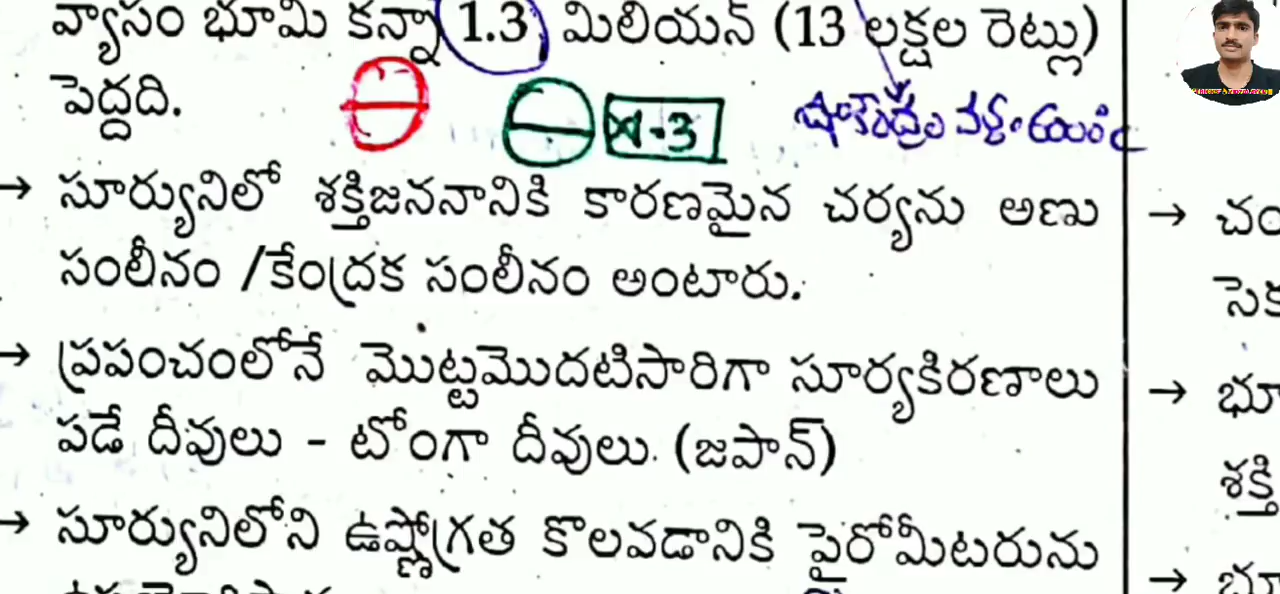 వ్యాసం భూమి కన్నా 1.3 మిలియన్ (13 లక్షల రెట్లు)
పెద్దది.
→ సూర్యునిలో శక్తిజననానికి కారణమైన చర్యను అణు
సంలీనం /కేంద్రక సంలీనం అంటారు.
→ ప్రపంచంలోనే మొట్టమొదటిసారిగా సూర్యకిరణాలు
పడే దీవులు - టోంగా దీవులు. (జపాన్)
→ సూర్యునిలోని ఉష్ణోగ్రత కొలవడానికి పైరోమీటరును
→
→ భూ
శక్తి
→ భూ